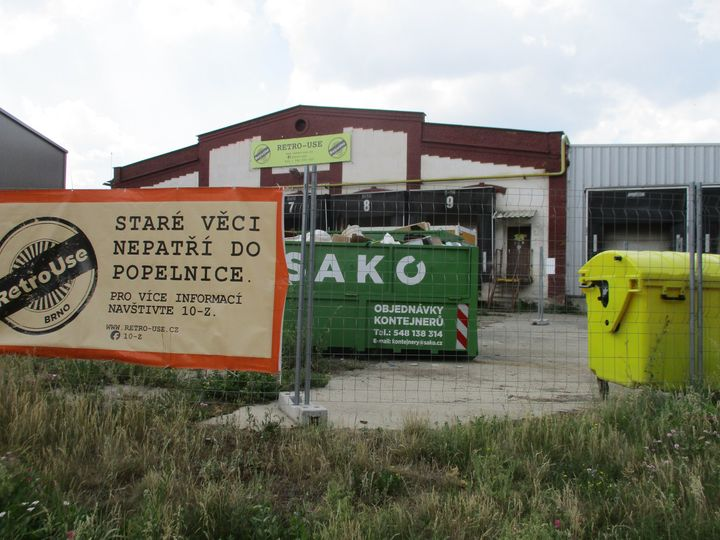 RETRO-USE
7 8 9
STARÉ VĚCI
NEPATŘÍ DO
POPELNICE.
PRO VÍCE INFORMACÍ
NAVŠTIVTE 10-Z.
WWW.RETRO-USE.CZ
10-Z
RetroUse
BRNO
SAKO
OBJEDNÁVKY
KONTEJNERŮ
Tel.: 548 138 314
E-mail: kontejnery@sako.cz